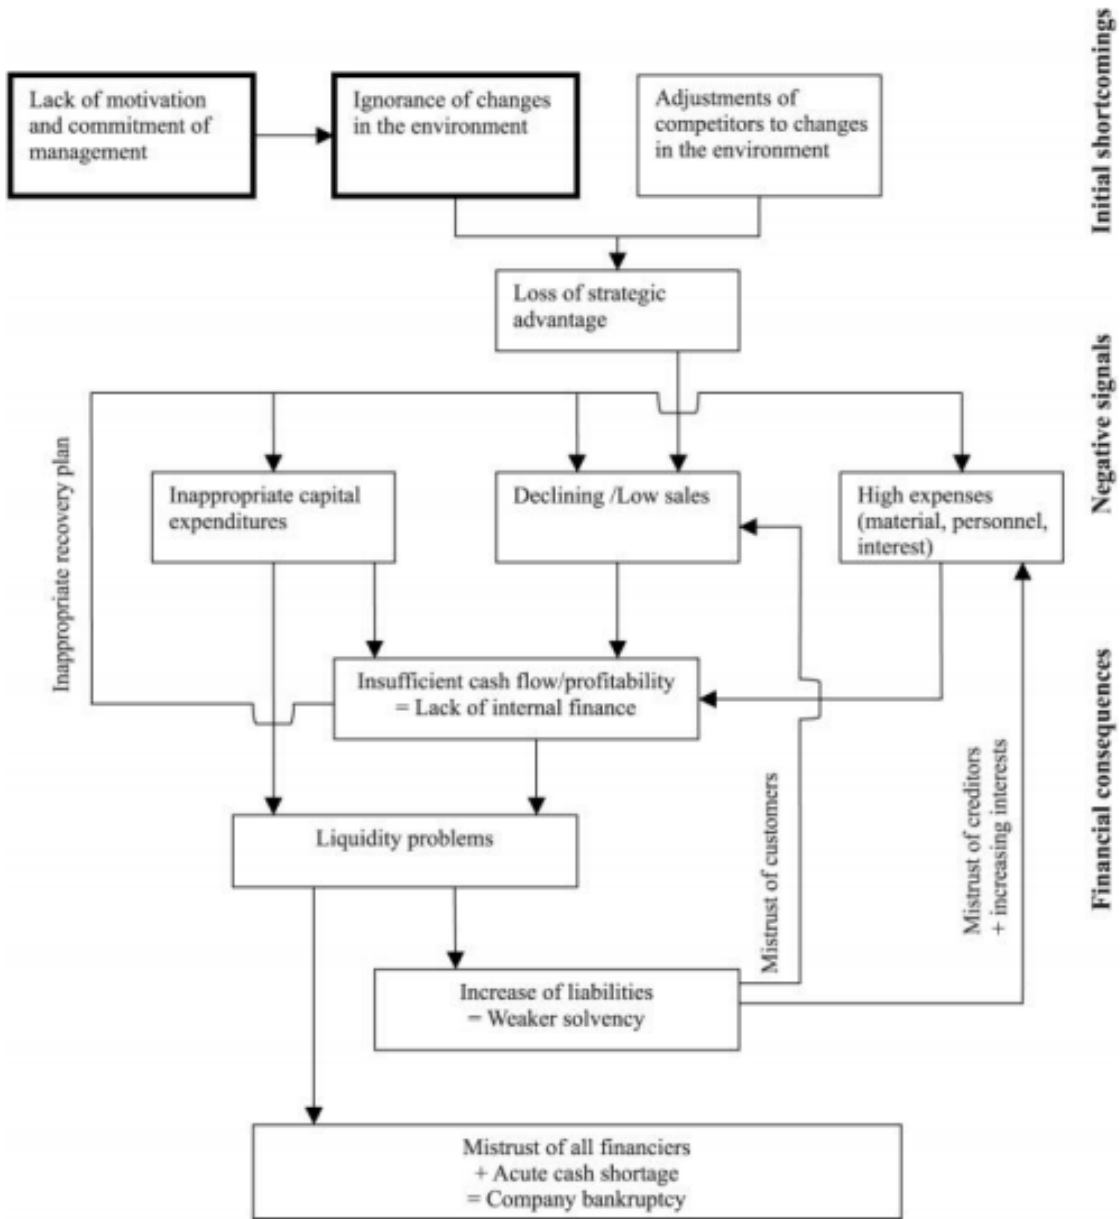 Initial shortcomings
Lack of motivation
and commitment of
management
Ignorance of changes
in the environment
Adjustments of
competitors to changes
in the environment
Loss of strategic
advantage
Negative signals
Inappropriate recovery plan
Inappropriate capital
expenditures
Declining /Low sales
High expenses
(material, personnel,
interest)
Insufficient cash flow/profitability
= Lack of internal finance
Financial consequences
Mistrust of customers
Mistrust of creditors
+ increasing interests
Liquidity problems
Increase of liabilities
= Weaker solvency
Mistrust of all financiers
+ Acute cash shortage
= Company bankruptcy